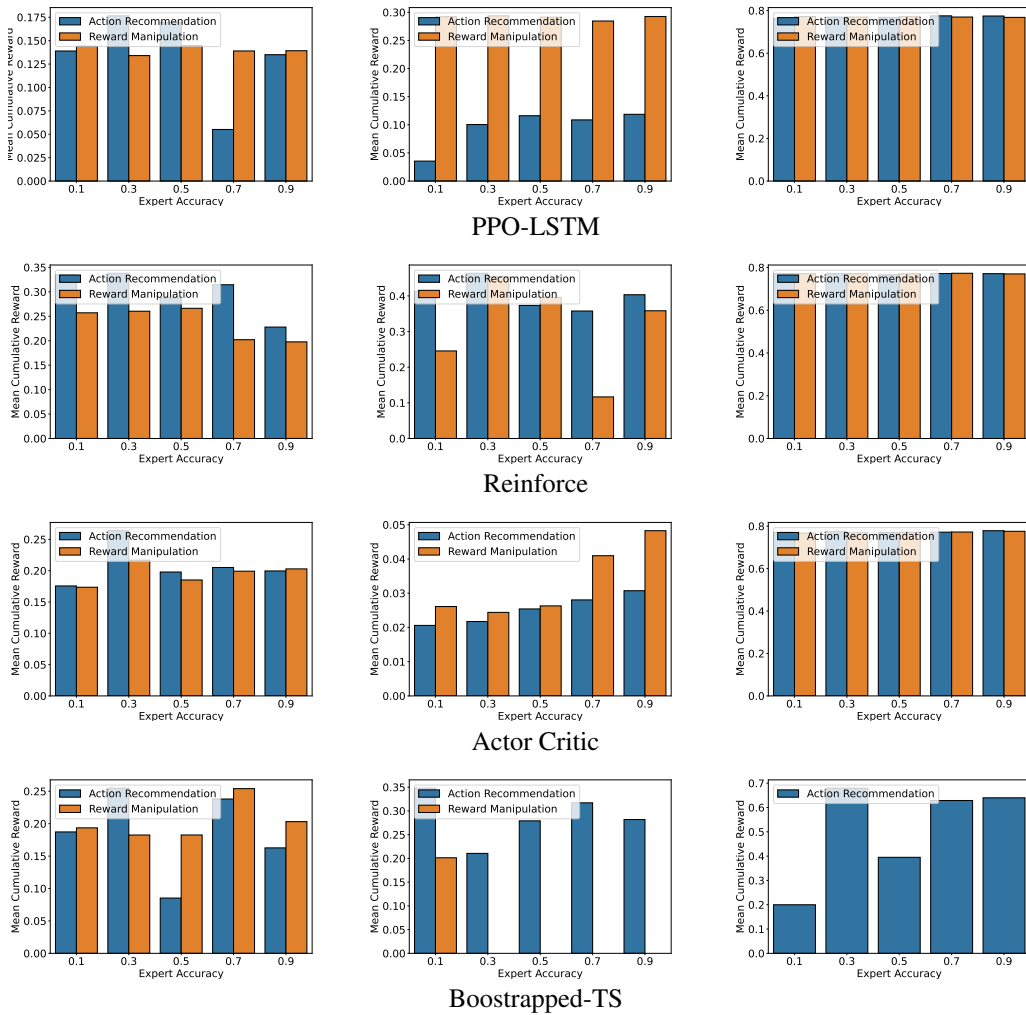 Mean Cumulative Reward
0.175
0.150
0.125
0.100
0.075
0.050
0.025
0.000
Action Recommendation
Reward Manipulation
0.1 0.3 0.5 0.7 0.9
Expert Accuracy
Mean Cumulative Reward
0.30
0.25
0.20
0.15
0.10
0.05
0.00
Action Recommendation
Reward Manipulation
0.1 0.3 0.5 0.7 0.9
Expert Accuracy
Mean Cumulative Reward
0.8
0.6
0.4
0.2
0.0
Action Recommendation
Reward Manipulation
0.1 0.3 0.5 0.7 0.9
Expert Accuracy
PPO-LSTM
Mean Cumulative Reward
0.35
0.30
0.25
0.20
0.15
0.10
0.05
0.00
Action Recommendation
Reward Manipulation
0.1 0.3 0.5 0.7 0.9
Expert Accuracy
Mean Cumulative Reward
0.4
0.3
0.2
0.1
0.0
Action Recommendation
Reward Manipulation
0.1 0.3 0.5 0.7 0.9
Expert Accuracy
Mean Cumulative Reward
0.8
0.6
0.4
0.2
0.0
Action Recommendation
Reward Manipulation
0.1 0.3 0.5 0.7 0.9
Expert Accuracy
Reinforce
Mean Cumulative Reward
0.25
0.20
0.15
0.10
0.05
0.00
Action Recommendation
Reward Manipulation
0.1 0.3 0.5 0.7 0.9
Expert Accuracy
Mean Cumulative Reward
0.05
0.04
0.03
0.02
0.01
0.00
Action Recommendation
Reward Manipulation
0.1 0.3 0.5 0.7 0.9
Expert Accuracy
Mean Cumulative Reward
0.8
0.6
0.4
0.2
0.0
Action Recommendation
Reward Manipulation
0.1 0.3 0.5 0.7 0.9
Expert Accuracy
Actor Critic
Mean Cumulative Reward
0.25
0.20
0.15
0.10
0.05
0.00
Action Recommendation
Reward Manipulation
0.1 0.3 0.5 0.7 0.9
Expert Accuracy
Mean Cumulative Reward
0.35
0.30
0.25
0.20
0.15
0.10
0.05
0.00
Action Recommendation
Reward Manipulation
0.1 0.3 0.5 0.7 0.9
Expert Accuracy
Mean Cumulative Reward
0.7
0.6
0.5
0.4
0.3
0.2
0.1
0.0
Action Recommendation
0.1 0.3 0.5 0.7 0.9
Expert Accuracy
Boostrapped-TS